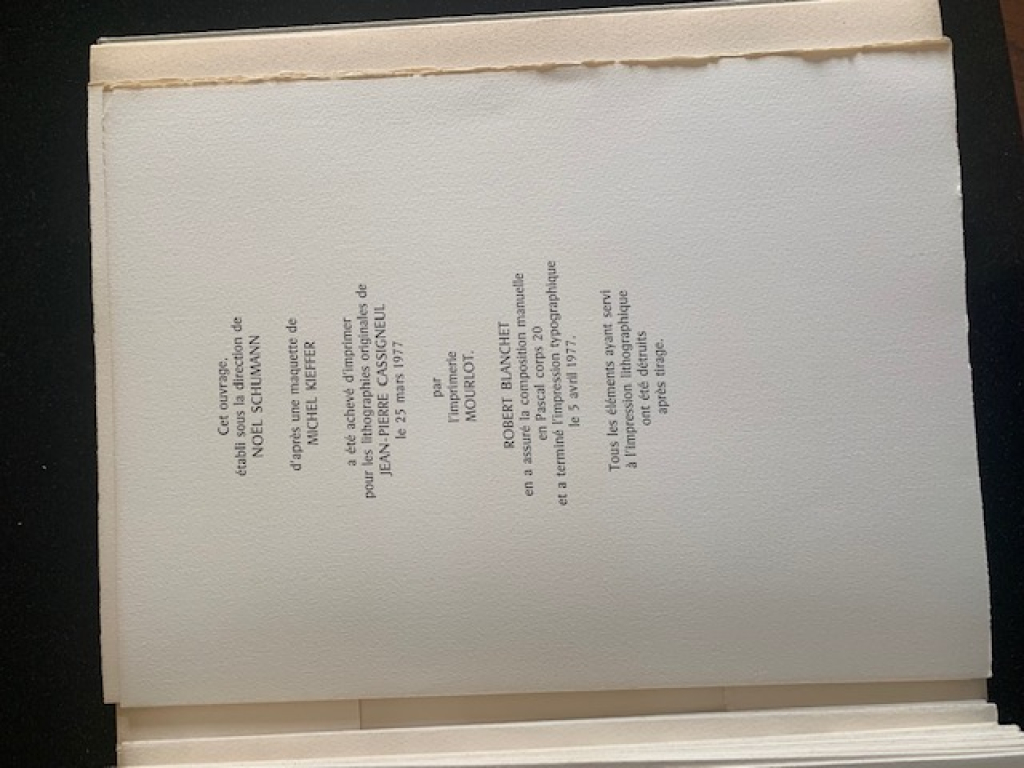 Cet ouvrage,
établi sous la direction de
NOËL SCHUMANN
d'après une maquette de
MICHEL KIEFFER
a été achevé d'imprimer
pour les lithographies originales de
JEAN-PIERRE CASSIGNEUL
le 25 mars 1977
par
l'imprimerie
MOURLOT.
ROBERT BLANCHET
en a assuré la composition manuelle
en Pascal corps 20
et a terminé l'impression typographique
le 5 avril 1977.
Tous les éléments ayant servi
à l'impression lithographique
ont été détruits
après tirage.